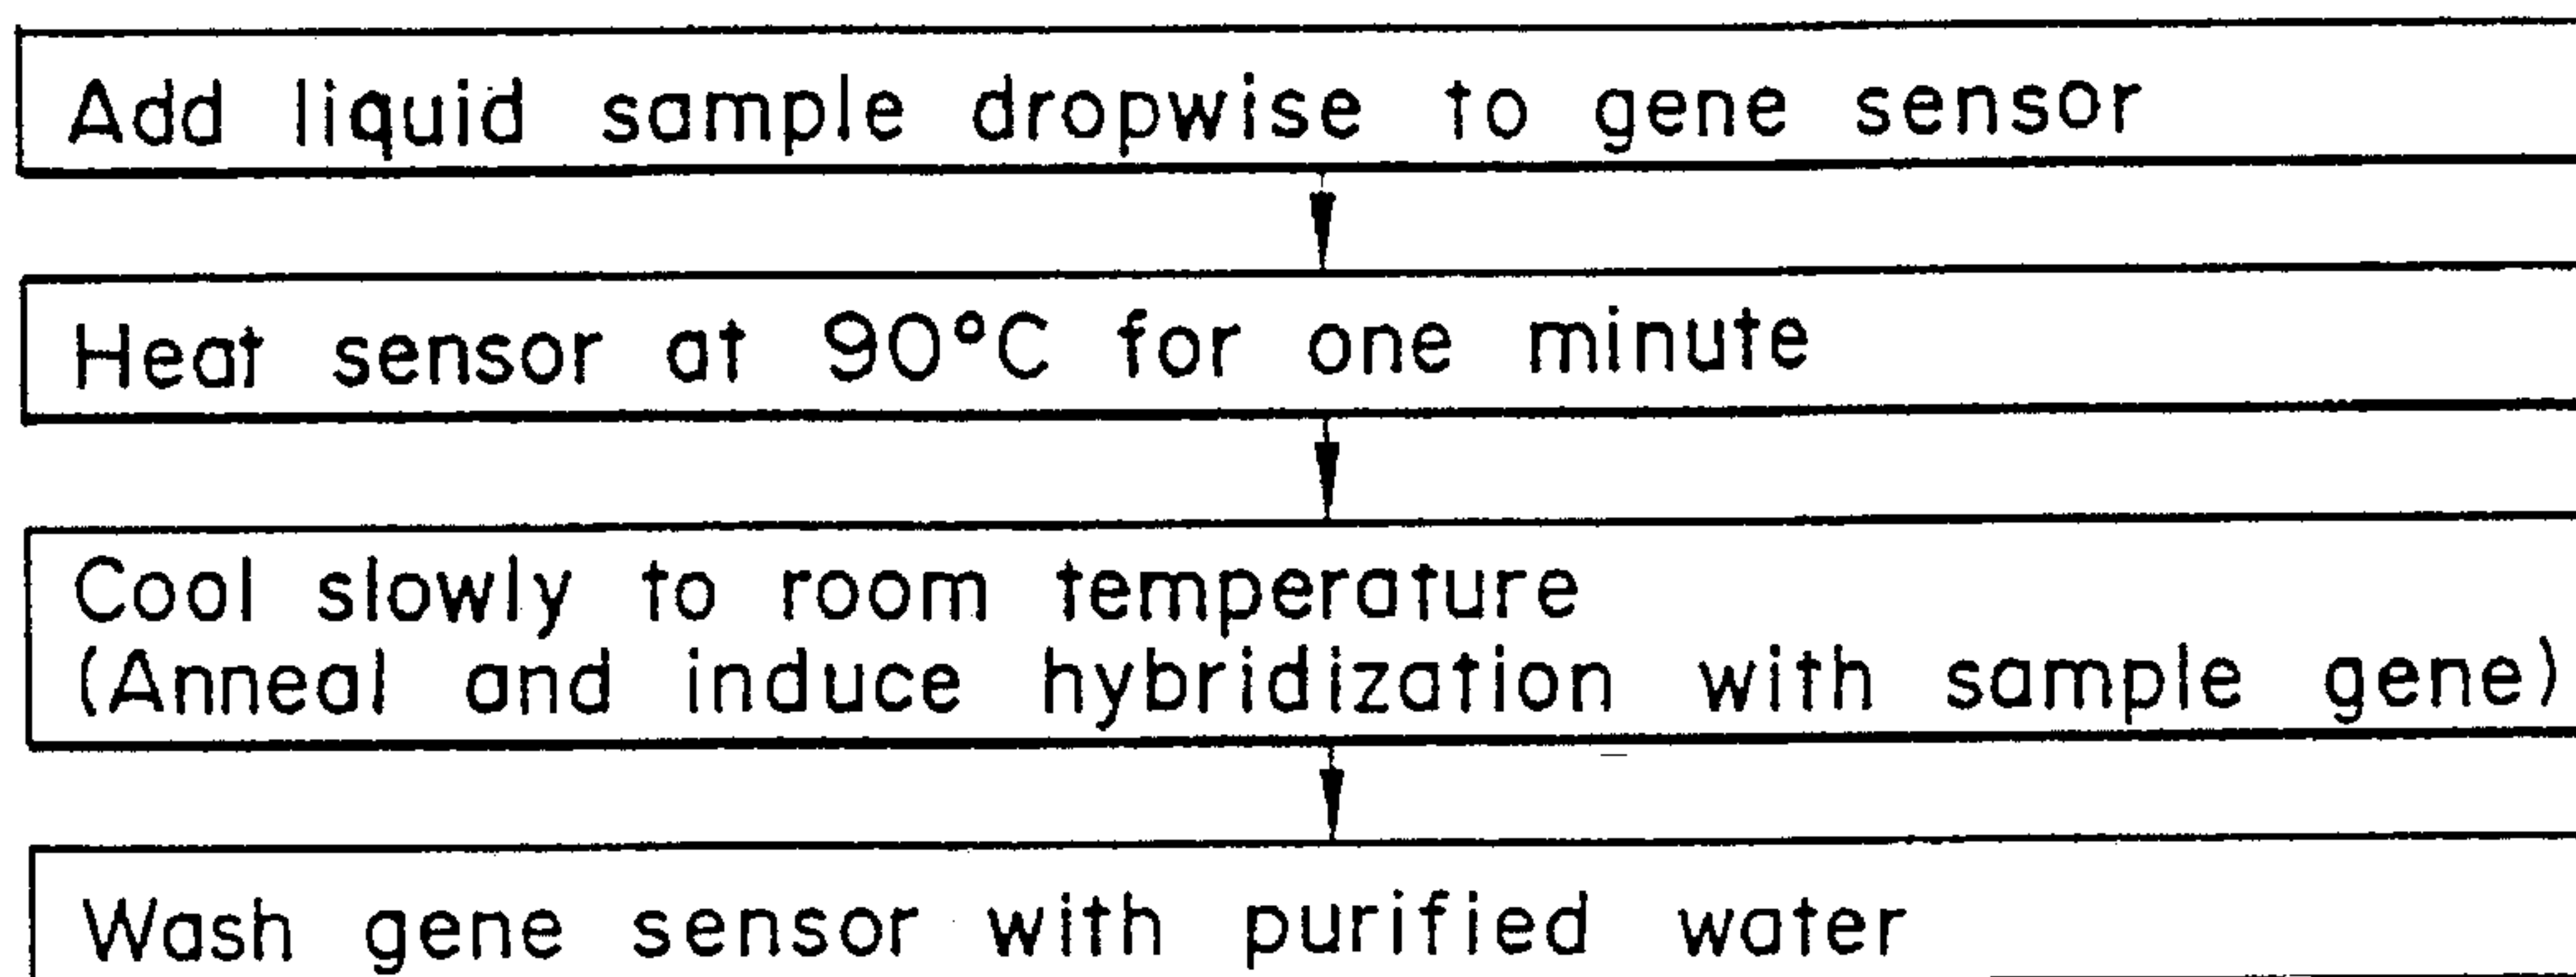 Add liquid sample dropwise to gene sensor
Heat sensor at 90°C for one minute
Cool slowly to room temperature
(Anneal and induce hybridization with sample gene)
Wash gene sensor with purified water